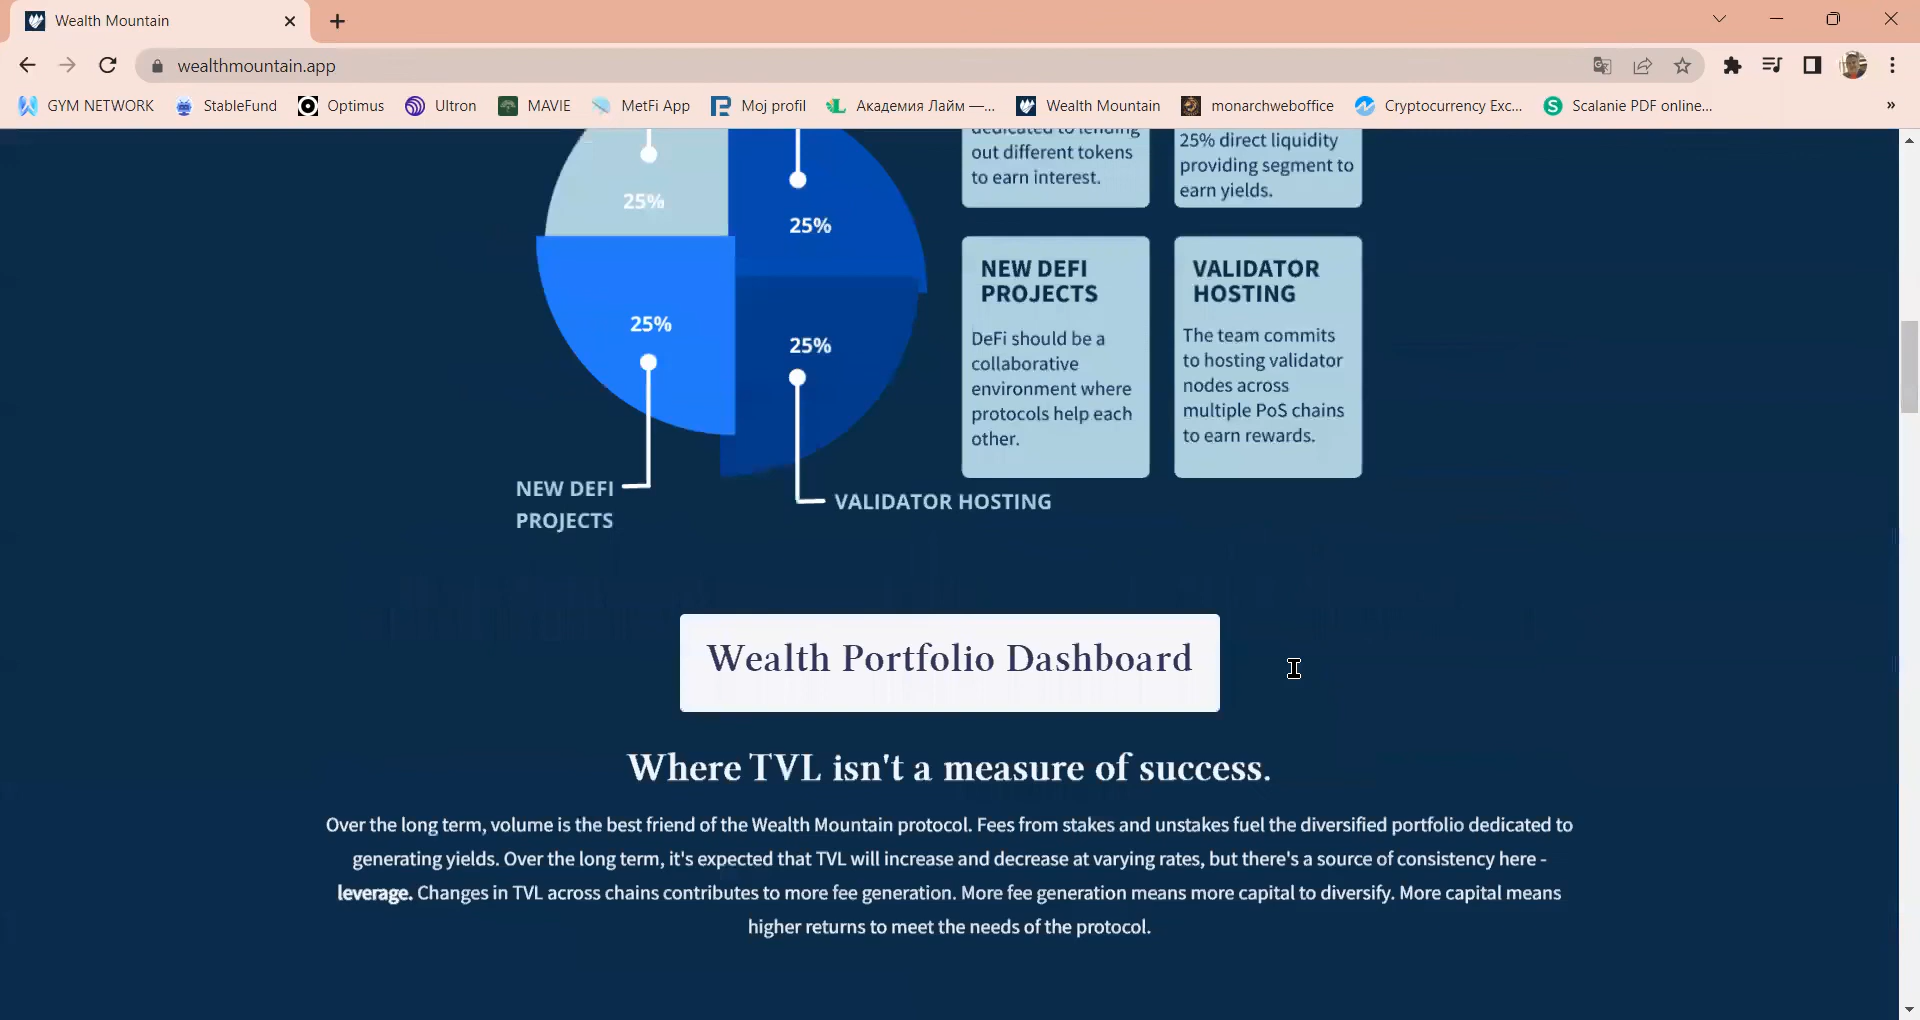 Wealth Mountain
wealthmountain.app
GYM NETWORK
StableFund
Optimus
Ultron
MAVIE
MetFi App
Moj profil
Академия Лайм —...
Wealth Mountain
monarchweboffice
Cryptocurrency Exc...
Scalanie PDF online...
»
dedicated to lending
out different tokens
to earn interest.
25% direct liquidity
providing segment to
earn yields.
25%
25%
25%
25%
NEW DEFI
PROJECTS
DeFi should be a
collaborative
environment where
protocols help each
other.
VALIDATOR
HOSTING
The team commits
to hosting validator
nodes across
multiple PoS chains
to earn rewards.
NEW DEFI
PROJECTS
VALIDATOR HOSTING
Wealth Portfolio Dashboard
Where TVL isn't a measure of success.
Over the long term, volume is the best friend of the Wealth Mountain protocol. Fees from stakes and unstakes fuel the diversified portfolio dedicated to
generating yields. Over the long term, it's expected that TVL will increase and decrease at varying rates, but there's a source of consistency here -
leverage. Changes in TVL across chains contributes to more fee generation. More fee generation means more capital to diversify. More capital means
higher returns to meet the needs of the protocol.